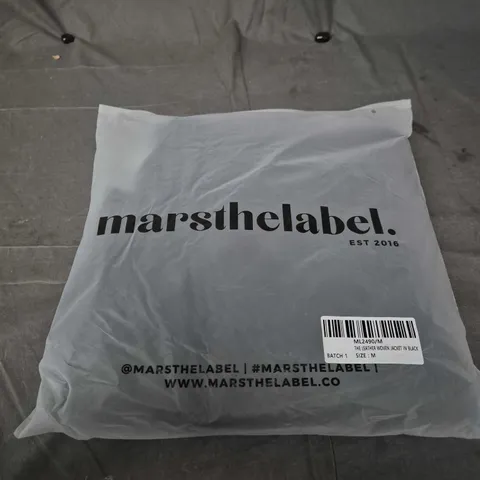 marsthelabel.
EST 2016
ML2490/M
THE LEATHER WOVEN JACKET IN BLACK
BATCH 1 SIZE : M
@MARSTHELABEL | #MARSTHELABEL |
WWW.MARSTHELABEL.CO